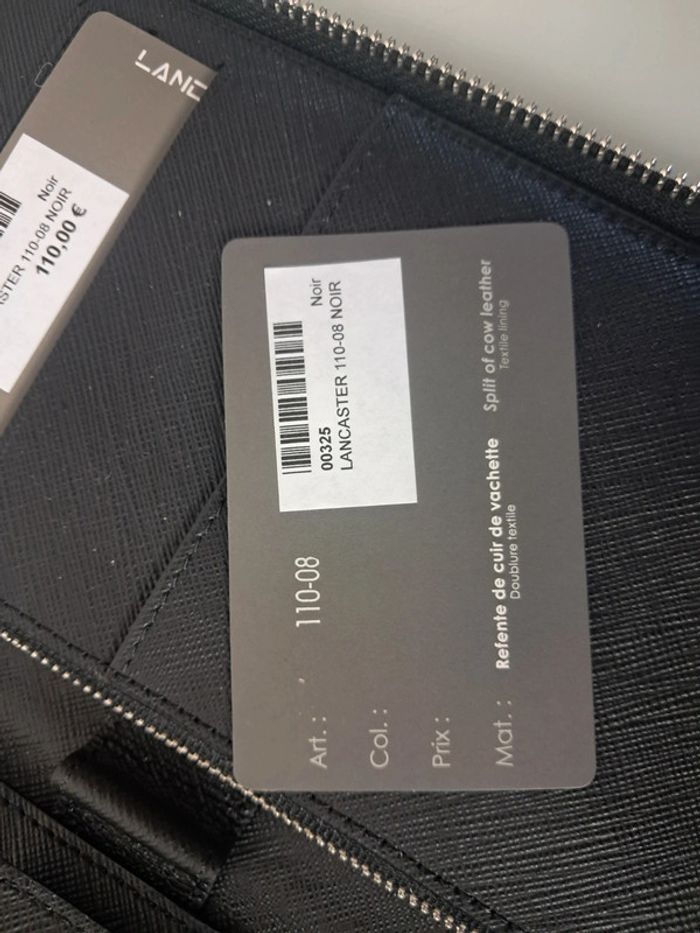 LANC
Noir
STER 110-08 NOIR
110,00 €
Noir
00325
LANCASTER 110-08 NOIR
Art. : 110-08
Col. :
Prix :
Mat. : Refente de cuir de vachette Split of cow leather
Doublure textile Textile lining